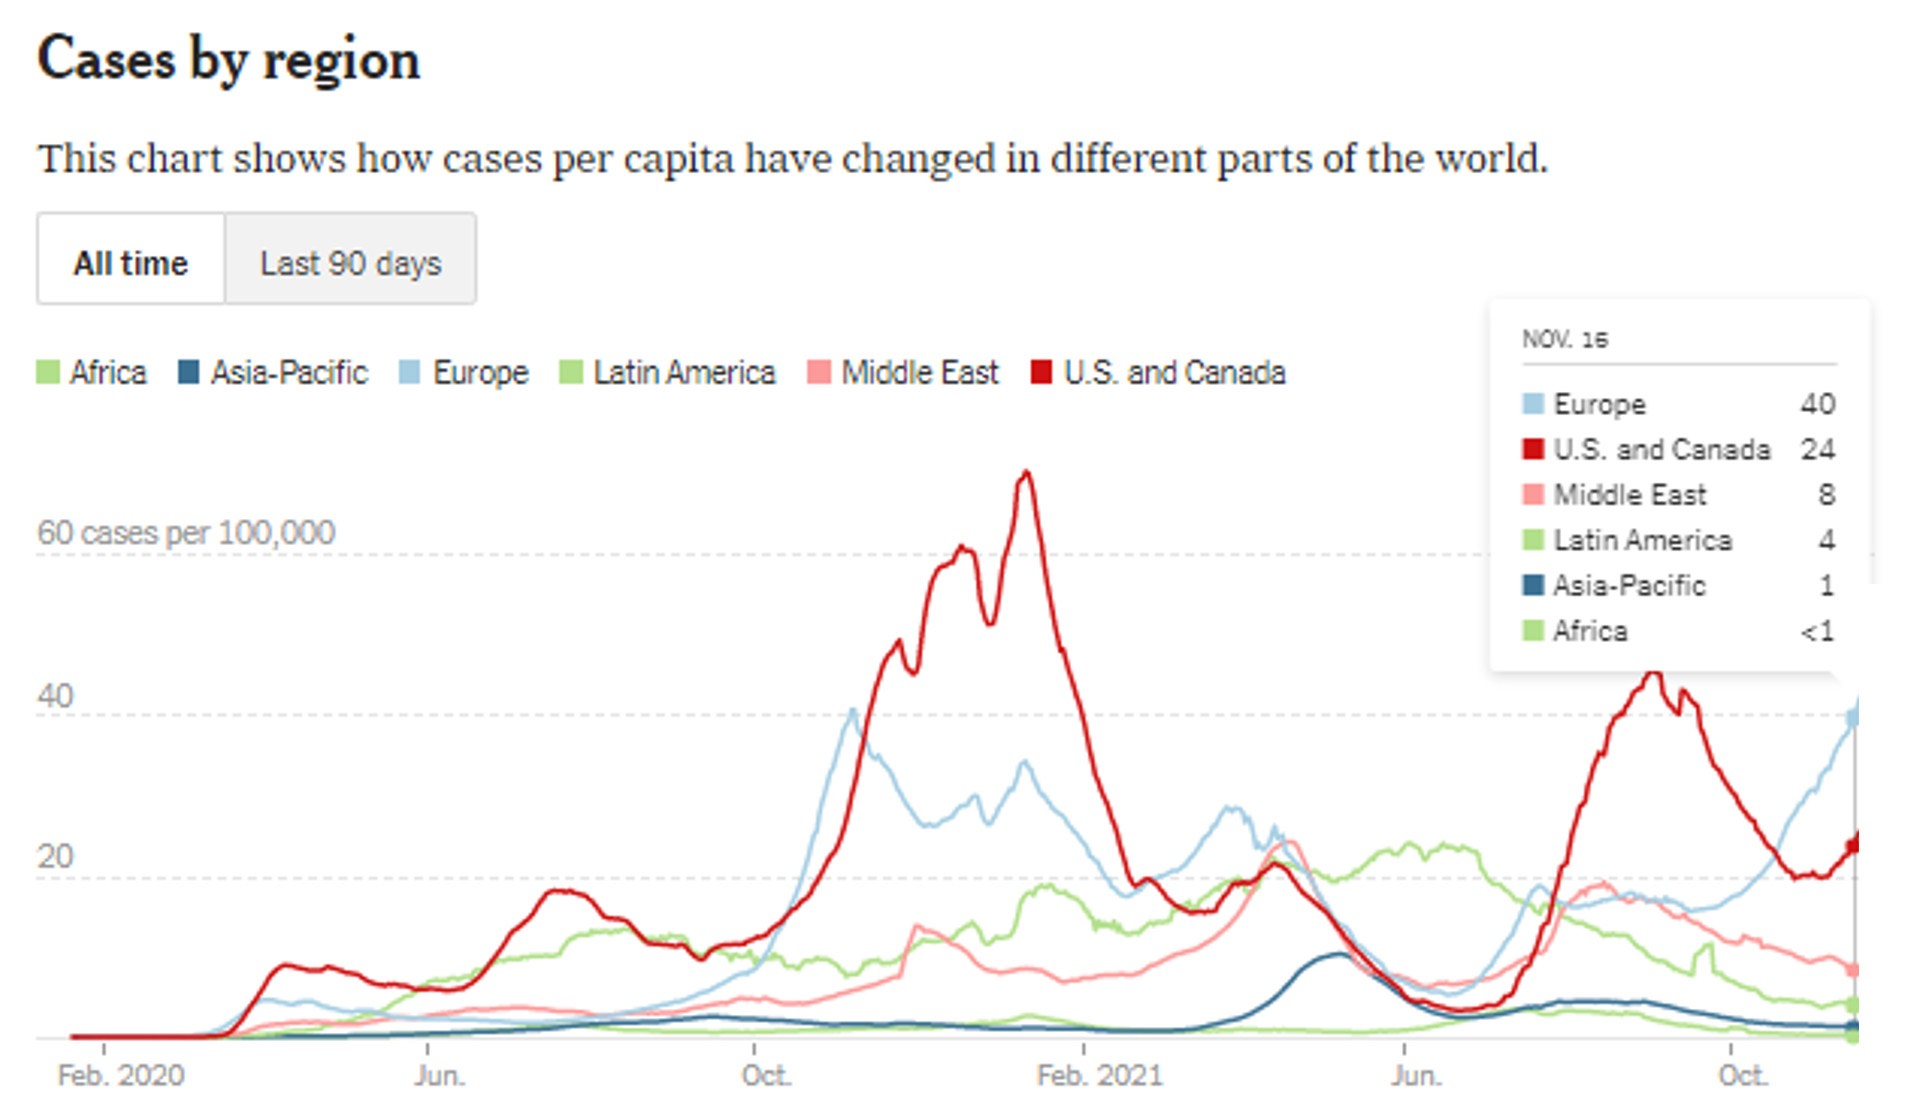 Cases by region
This chart shows how cases per capita have changed in different parts of the world.
All time Last 90 days
Africa Asia-Pacific Europe Latin America Middle East U.S. and Canada
NOV. 16
Europe 40
U.S. and Canada 24
Middle East 8
Latin America 4
Asia-Pacific 1
Africa <1
60 cases per 100,000
40
20
Feb. 2020 Jun. Oct. Feb. 2021 Jun. Oct.